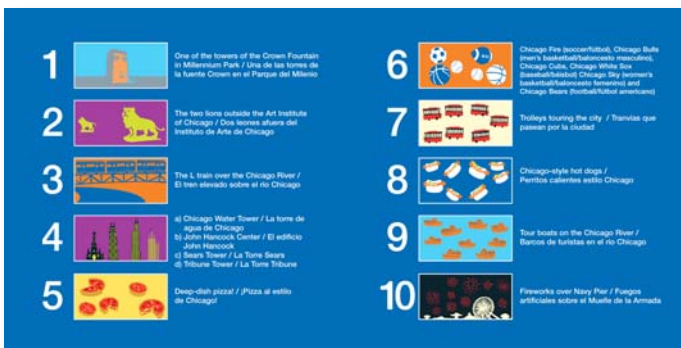 1
One of the towers of the Crown Fountain
in Millennium Park / Una de las torres de
la fuente Crown en el Parque del Milenio
2
The two lions outside the Art Institute
of Chicago / Dos leones afuera del
Instituto de Arte de Chicago
3
The L train over the Chicago River /
El tren elevado sobre el río Chicago
4
a) Chicago Water Tower / La torre de
agua de Chicago
b) John Hancock Center / El edificio
John Hancock
c) Sears Tower / La Torre Sears
d) Tribune Tower / La Torre Tribune
5
Deep-dish pizza! / ¡Pizza al estilo
de Chicago!
6
Chicago Fire (soccer/fútbol), Chicago Bulls
(men's basketball/baloncesto masculino),
Chicago Cubs, Chicago White Sox
(baseball/béisbol) Chicago Sky (women's
basketball/baloncesto femenino) and
Chicago Bears (football/fútbol americano)
7
Trolleys touring the city / Tranvías que
pasean por la ciudad
8
Chicago-style hot dogs /
Perritos calientes estilo Chicago
9
Tour boats on the Chicago River /
Barcos de turistas en el río Chicago
10
Fireworks over Navy Pier / Fuegos
artificiales sobre el Muelle de la Armada